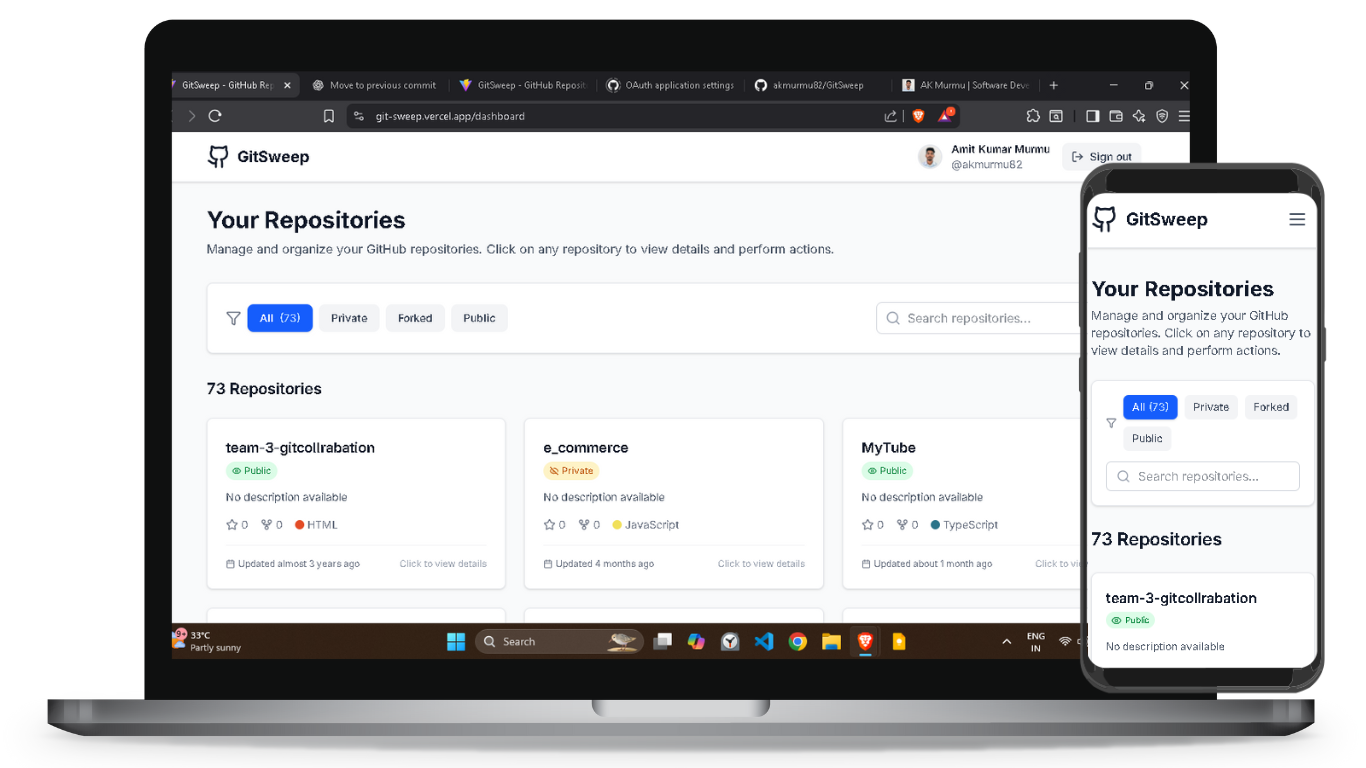 GitSweep - GitHub Rep
Move to previous commit
GitSweep - GitHub Reposit
OAuth application settings
akmurmu82/GitSweep
AK Murmu | Software Deve
git-sweep.vercel.app/dashboard
GitSweep
Amit Kumar Murmu
@akmurmu82
Sign out
Your Repositories
Manage and organize your GitHub repositories. Click on any repository to view details and perform actions.
All (73)
Private
Forked
Public
Search repositories...
73 Repositories
team-3-gitcollrabation
Public
No description available
0 0 HTML
Updated almost 3 years ago
Click to view details
e_commerce
Private
No description available
0 0 JavaScript
Updated 4 months ago
Click to view details
MyTube
Public
No description available
0 0 TypeScript
Updated about 1 month ago
Click to vi
9+
33°C
Partly sunny
Search
ENG
IN
GitSweep
Your Repositories
Manage and organize your GitHub
repositories. Click on any repository to
view details and perform actions.
All (73)
Private
Forked
Public
Search repositories...
73 Repositories
team-3-gitcollrabation
Public
No description available